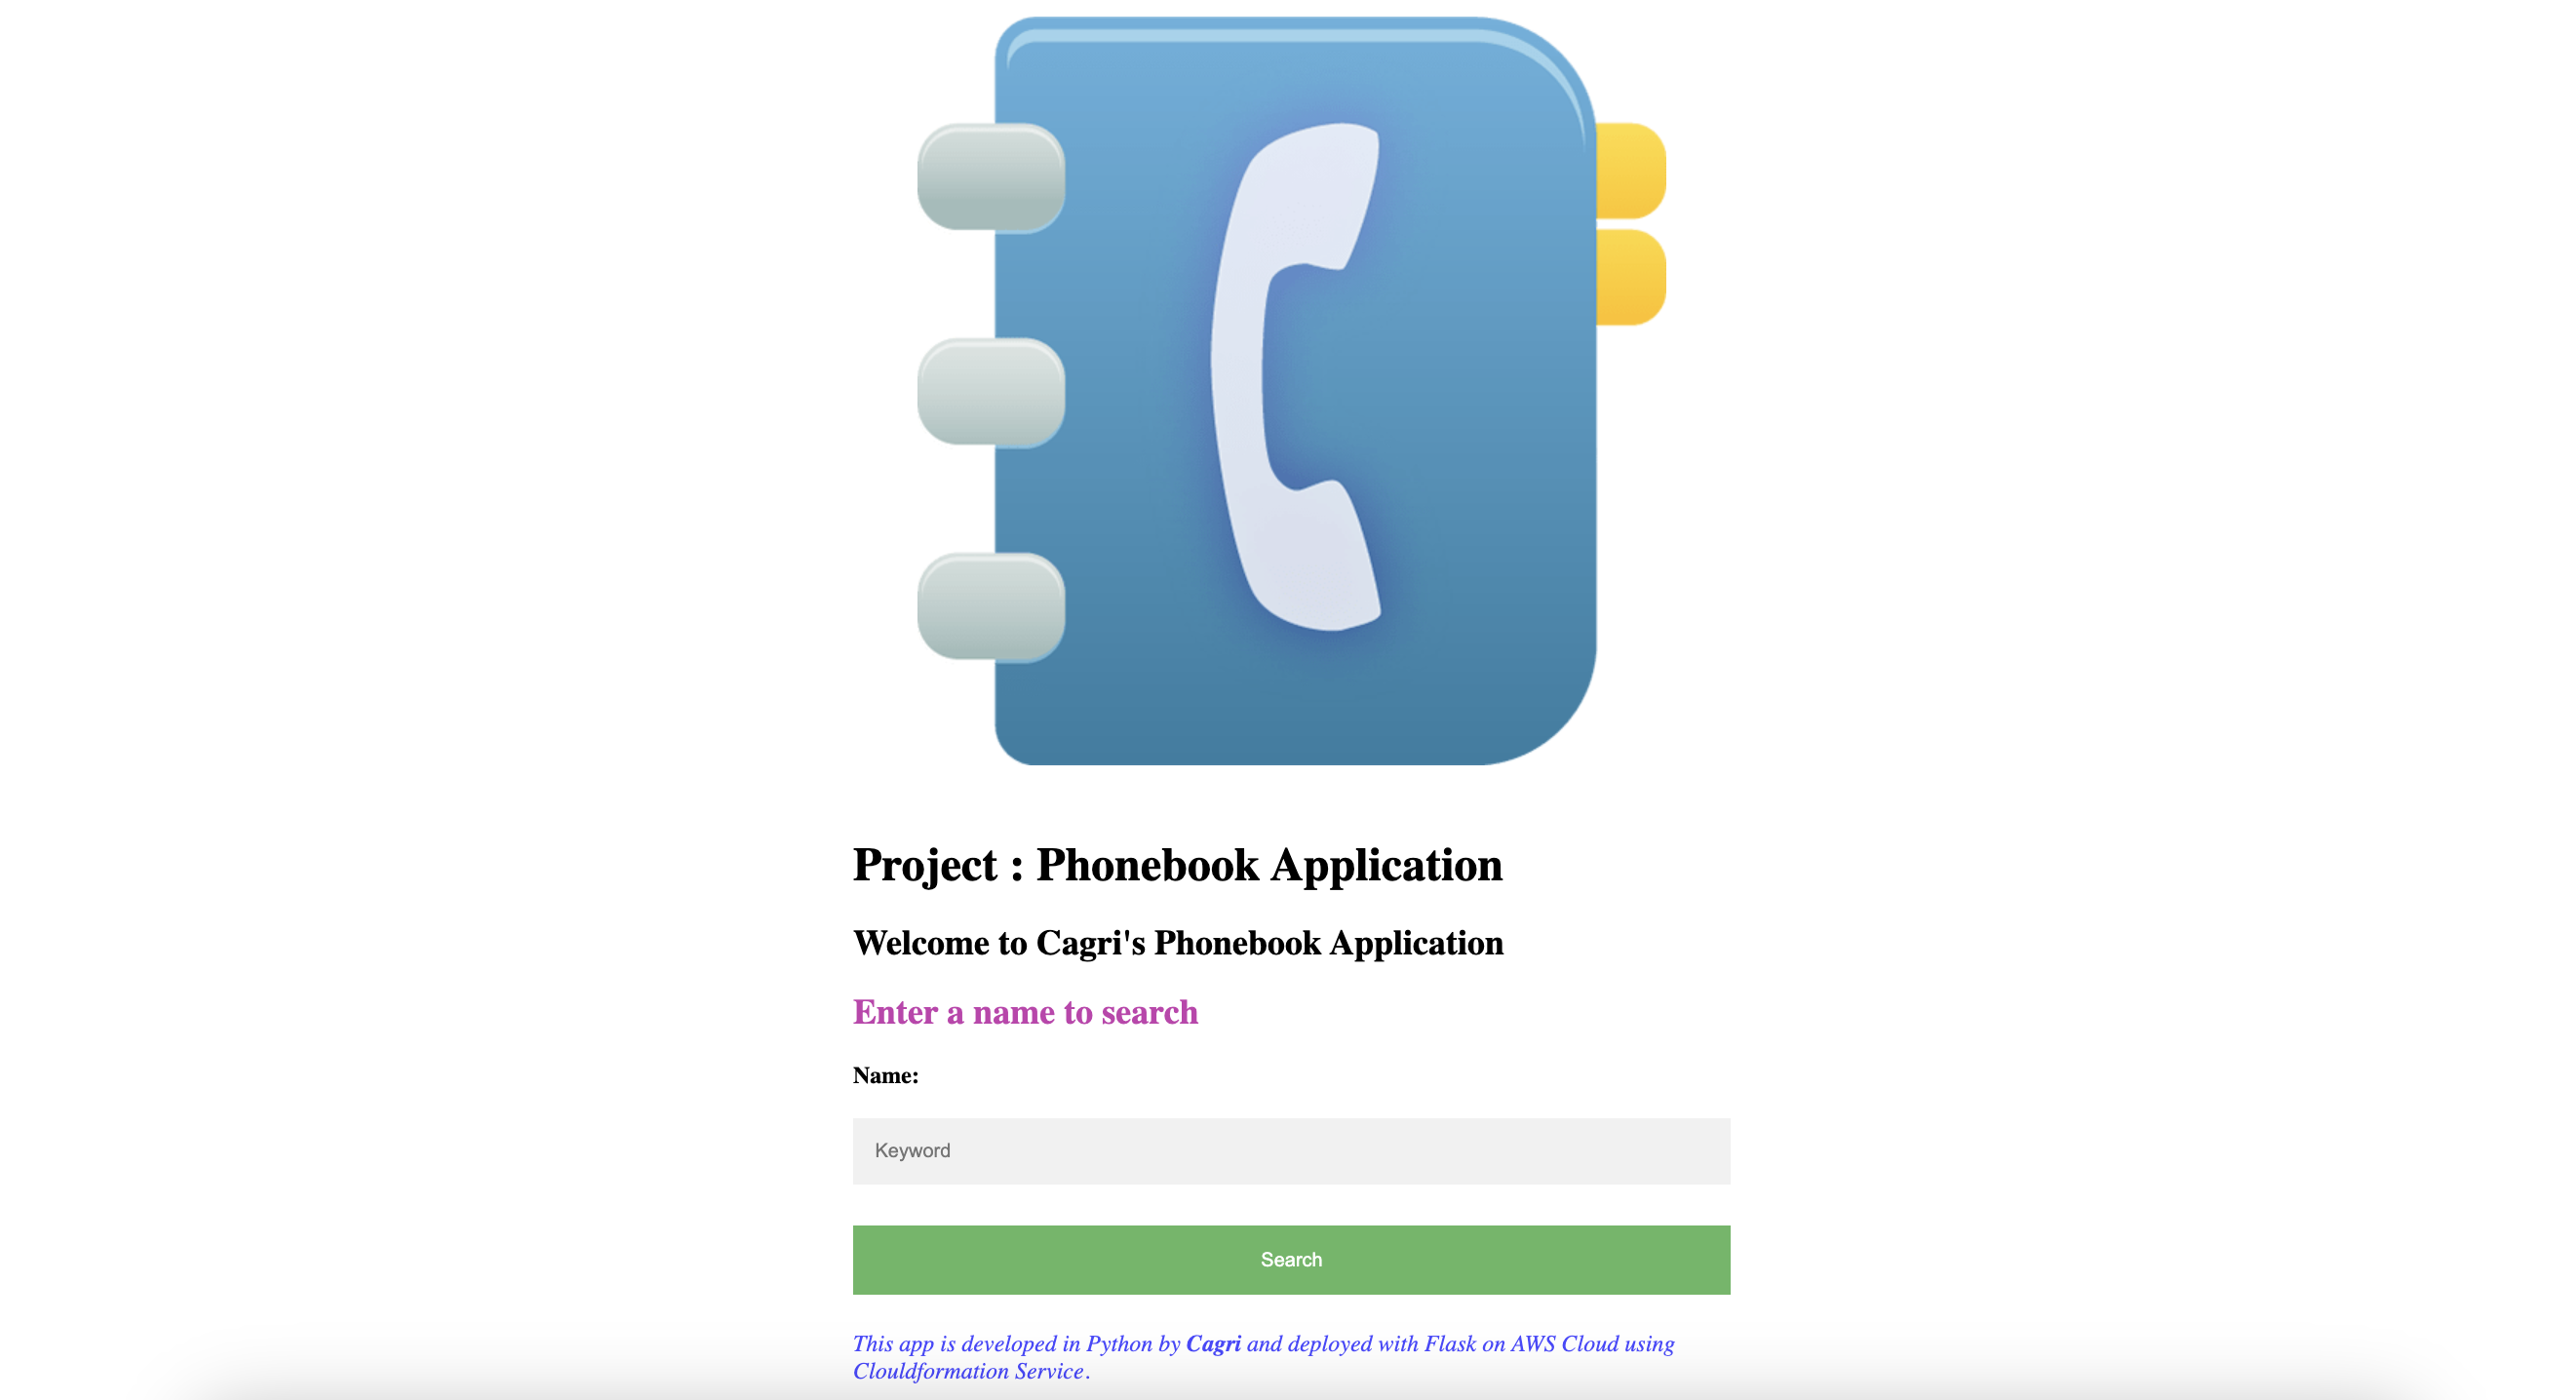 Project : Phonebook Application
Welcome to Cagri's Phonebook Application
Enter a name to search
Name:
Keyword
Search
This app is developed in Python by Cagri and deployed with Flask on AWS Cloud using
Clouldformation Service.